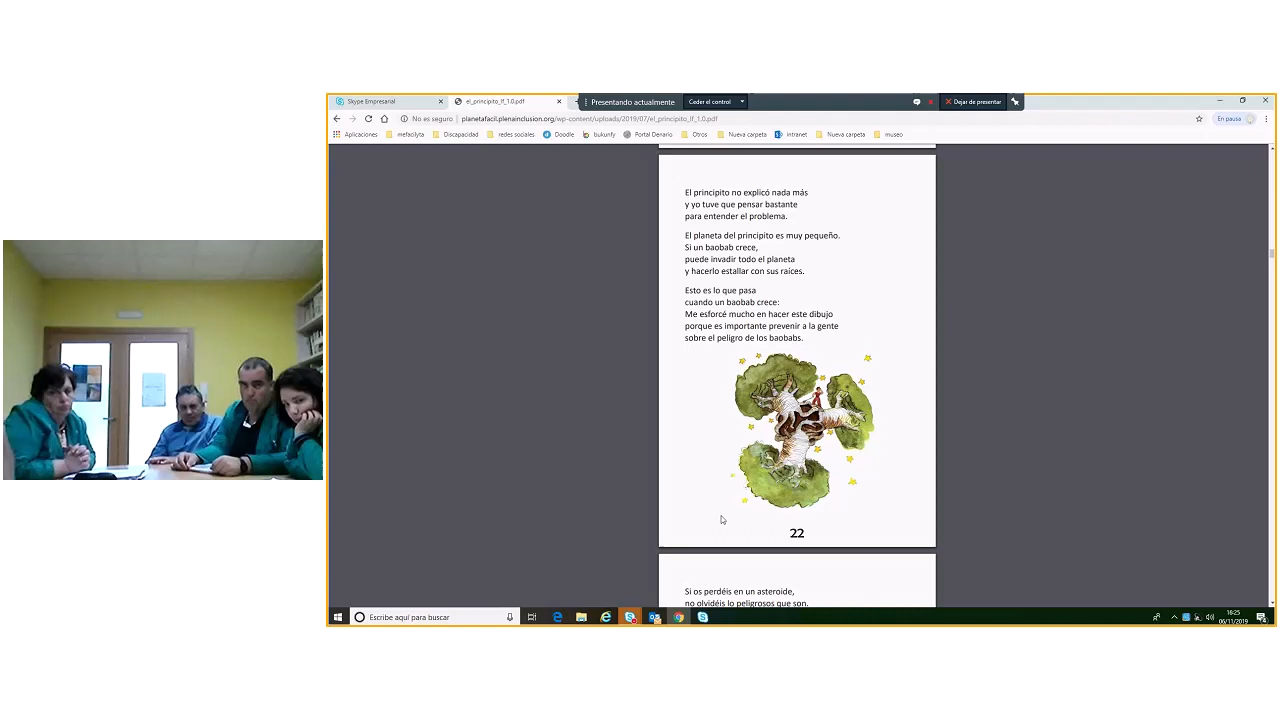 Skype Empresarial
el_principito_lf_1.0.pdf
Presentando actualmente
Ceder el control
Dejar de presentar
No es seguro
planetafacil.plenainclusion.org/wp-content/uploads/2019/07/el_principito_lf_1.0.pdf
En pausa
Aplicaciones
mefacilyta
Discapacidad
redes sociales
Doodle
bukunfy
Portal Denario
Otros
Nueva carpeta
intranet
Nueva carpeta
museo
El principito no explicó nada más
y yo tuve que pensar bastante
para entender el problema.
El planeta del principito es muy pequeño.
Si un baobab crece,
puede invadir todo el planeta
y hacerlo estallar con sus raíces.
Esto es lo que pasa
cuando un baobab crece:
Me esforcé mucho en hacer este dibujo
porque es importante prevenir a la gente
sobre el peligro de los baobabs.
22
Si os perdéis en un asteroide,
no olvidéis lo peligrosos que son.
Escribe aquí para buscar
16:25
06/11/2019